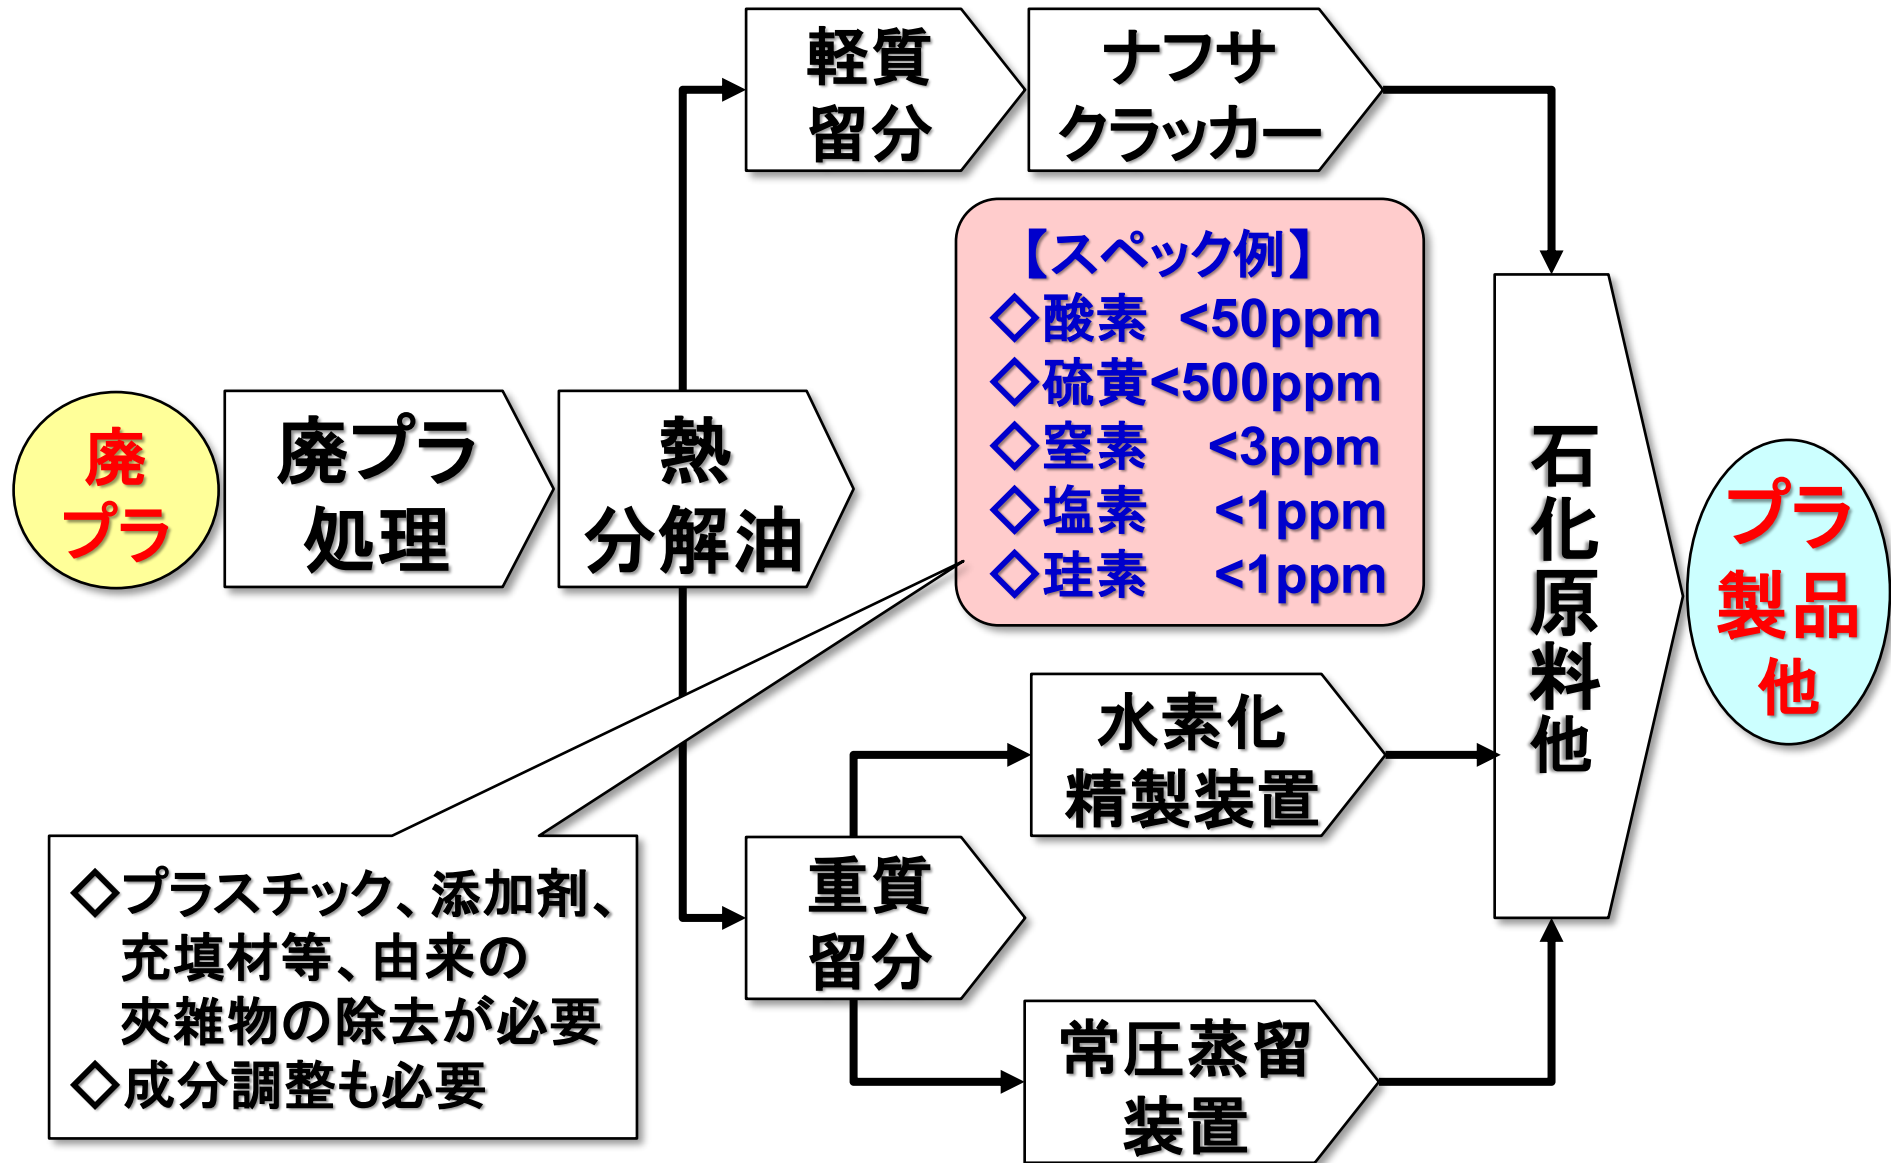 廃
プラ
廃プラ
処理
熱
分解油
軽質
留分
ナフサ
クラッカー
【スペック例】
◇酸素 <50ppm
◇硫黄<500ppm
◇窒素 <3ppm
◇塩素 <1ppm
◇珪素 <1ppm
水素化
精製装置
重質
留分
常圧蒸留
装置
石化原料他
プラ
製品
他
◇プラスチック、添加剤、
充填材等、由来の
夾雑物の除去が必要
◇成分調整も必要